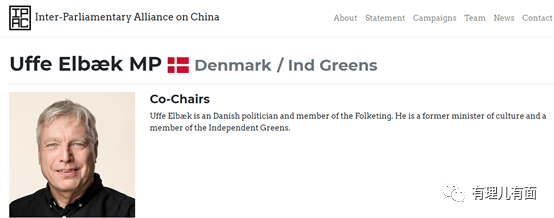 IP
AC
Inter-Parliamentary Alliance on China
About Statement Campaigns Team News Contact
Uffe Elbæk MP Denmark / Ind Greens
Co-Chairs
Uffe Elbæk is an Danish politician and member of the Folketing. He is a former minister of culture and a
member of the Independent Greens.
有理儿有面